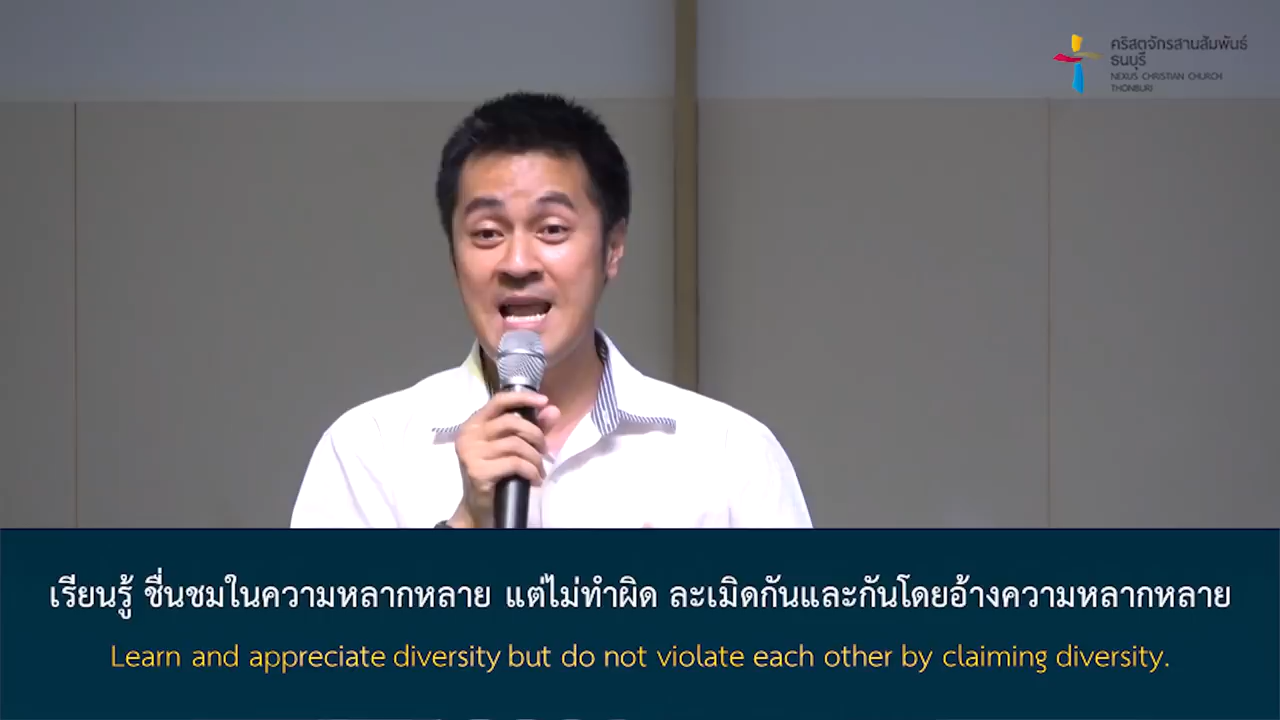 คริสตจักรสานสัมพันธ์
ธนบุรี
NEXUS CHRISTIAN CHURCH
THONBURI
เรียนรู้ ชื่นชมในความหลากหลาย แต่ไม่ทำผิด ละเมิดกันและกันโดยอ้างความหลากหลาย
Learn and appreciate diversity but do not violate each other by claiming diversity.